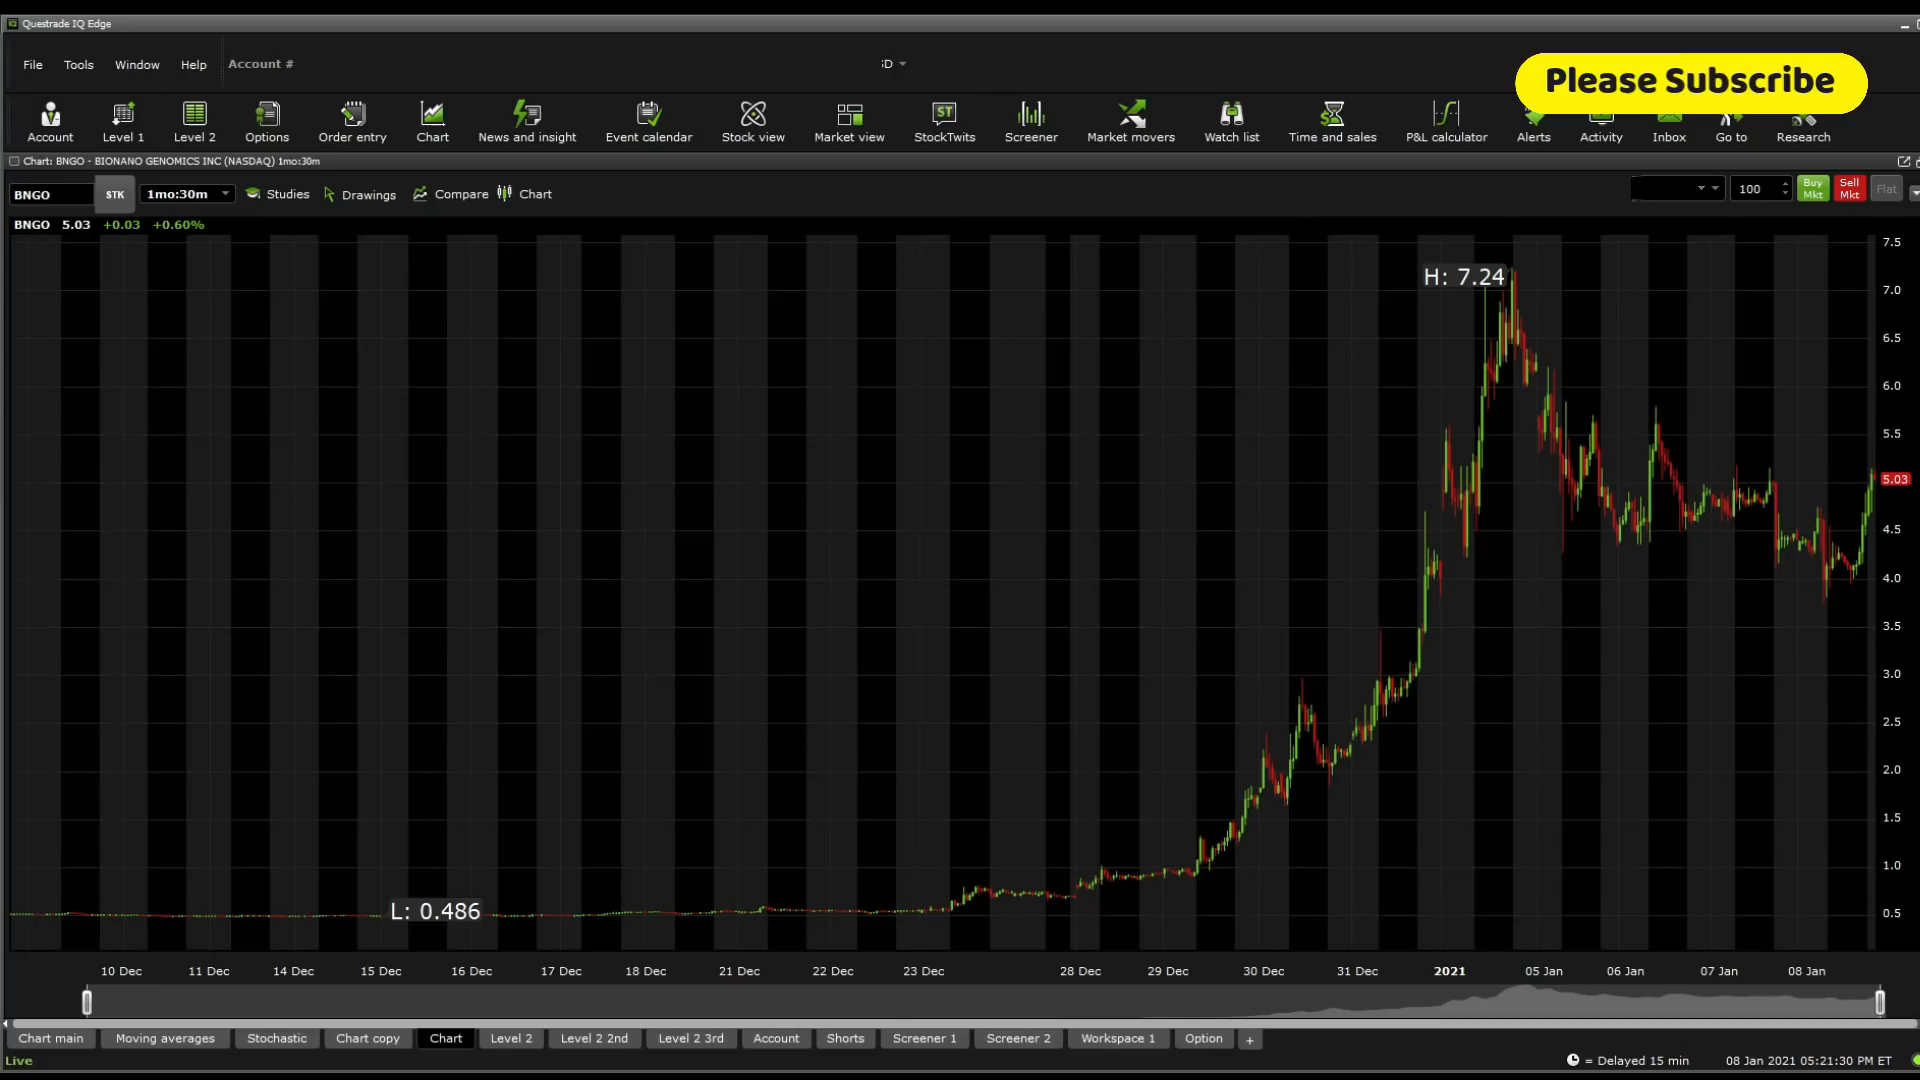 Questrade IQ Edge
File Tools Window Help Account #
Please Subscribe
Account Level 1 Level 2 Options Order entry Chart News and insight Event calendar Stock view Market view StockTwits Screener Market movers Watch list Time and sales P&L calculator Alerts Activity Inbox Go to Research
Chart: BNGO - BIONANO GENOMICS INC (NASDAQ) 1mo:30m
BNGO STK 1mo:30m Studies Drawings Compare Chart 100 Buy Mkt Sell Mkt Flat
BNGO 5.03 +0.03 +0.60%
7.5
H: 7.24
7.0
6.5
6.0
5.5
5.03
4.5
4.0
3.5
3.0
2.5
2.0
1.5
1.0
L: 0.486
0.5
10 Dec 11 Dec 14 Dec 15 Dec 16 Dec 17 Dec 18 Dec 21 Dec 22 Dec 23 Dec 28 Dec 29 Dec 30 Dec 31 Dec 2021 05 Jan 06 Jan 07 Jan 08 Jan
Chart main Moving averages Stochastic Chart copy Chart Level 2 Level 2 2nd Level 2 3rd Account Shorts Screener 1 Screener 2 Workspace 1 Option +
Live = Delayed 15 min 08 Jan 2021 05:21:30 PM ET